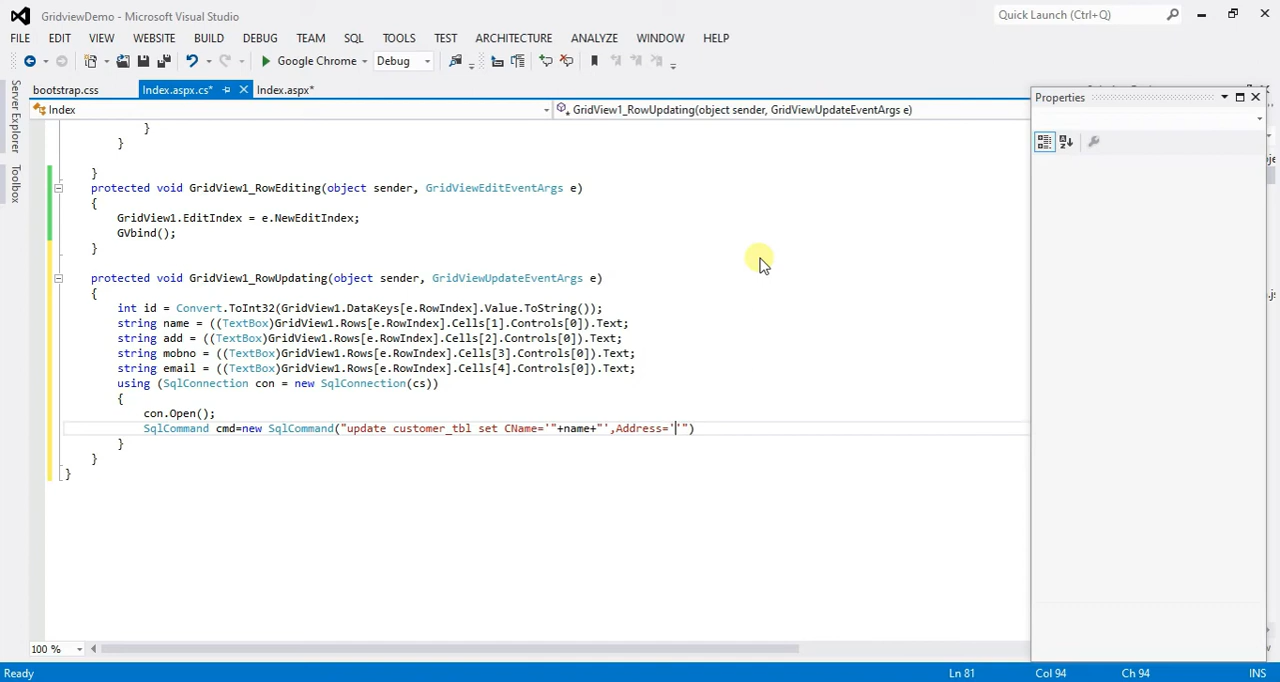 GridviewDemo - Microsoft Visual Studio
Quick Launch (Ctrl+Q)
FILE EDIT VIEW WEBSITE BUILD DEBUG TEAM SQL TOOLS TEST ARCHITECTURE ANALYZE WINDOW HELP
Google Chrome Debug
bootstrap.css Index.aspx.cs* Index.aspx*
Index GridView1_RowUpdating(object sender, GridViewUpdateEventArgs e)
Properties
Server Explorer
Toolbox
}
}
}
protected void GridView1_RowEditing(object sender, GridViewEditEventArgs e)
{
GridView1.EditIndex = e.NewEditIndex;
GVbind();
}
protected void GridView1_RowUpdating(object sender, GridViewUpdateEventArgs e)
{
int id = Convert.ToInt32(GridView1.DataKeys[e.RowIndex].Value.ToString());
string name = ((TextBox)GridView1.Rows[e.RowIndex].Cells[1].Controls[0]).Text;
string add = ((TextBox)GridView1.Rows[e.RowIndex].Cells[2].Controls[0]).Text;
string mobno = ((TextBox)GridView1.Rows[e.RowIndex].Cells[3].Controls[0]).Text;
string email = ((TextBox)GridView1.Rows[e.RowIndex].Cells[4].Controls[0]).Text;
using (SqlConnection con = new SqlConnection(cs))
{
con.Open();
SqlCommand cmd=new SqlCommand("update customer_tbl set CName='"+name+"',Address=''")
}
}
}
100 %
Ready Ln 81 Col 94 Ch 94 INS